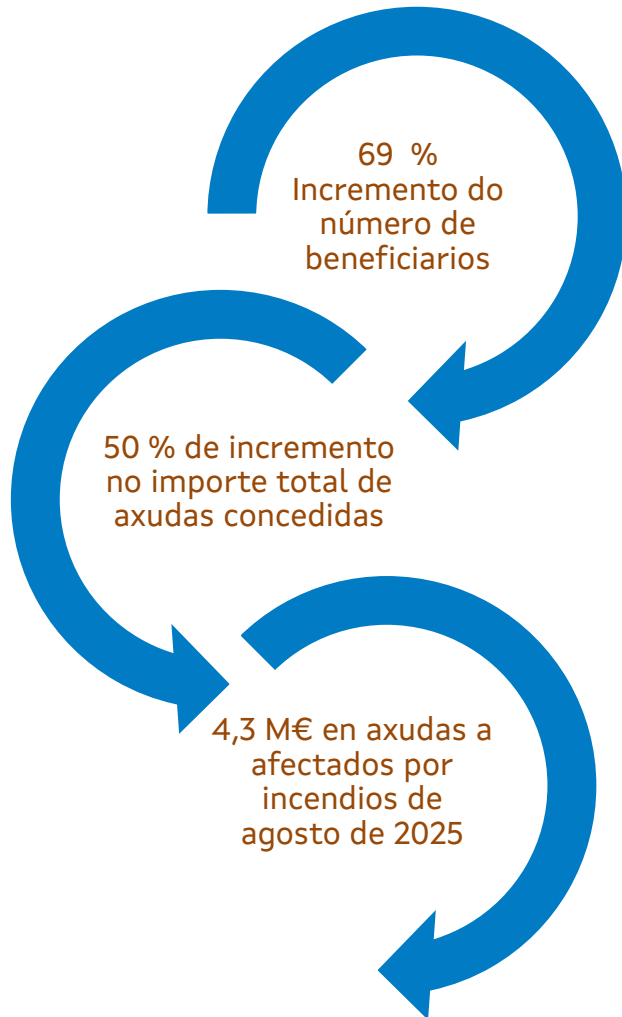 69 %
Incremento do
número de
beneficiarios
50 % de incremento
no importe total de
axudas concedidas
4,3 M€ en axudas a
afectados por
incendios de
agosto de 2025